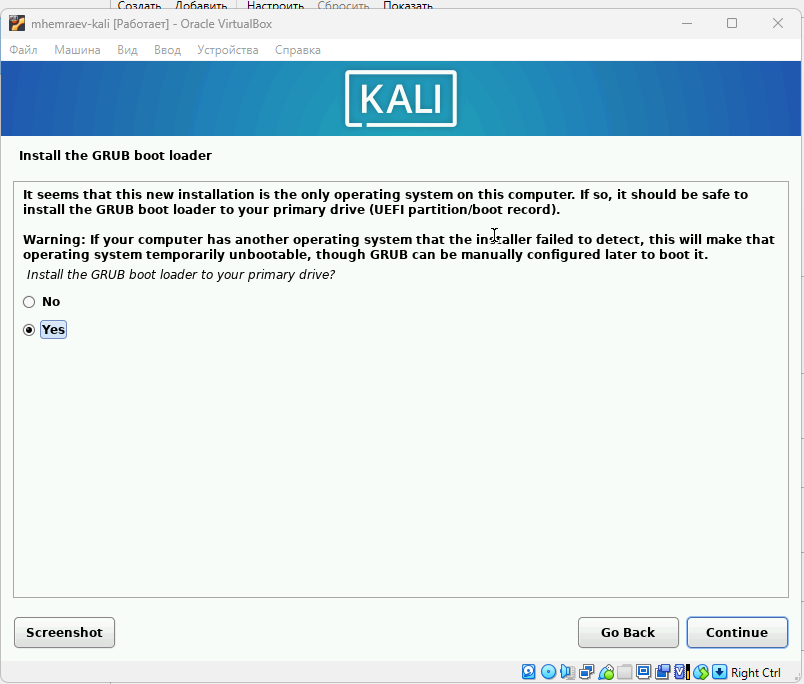 Создать Добавить Настроить Сбросить Показать
mhemraev-kali [Работает] - Oracle VirtualBox
Файл Машина Вид Ввод Устройства Справка
KALI
Install the GRUB boot loader
It seems that this new installation is the only operating system on this computer. If so, it should be safe to
install the GRUB boot loader to your primary drive (UEFI partition/boot record).
Warning: If your computer has another operating system that the installer failed to detect, this will make that
operating system temporarily unbootable, though GRUB can be manually configured later to boot it.
Install the GRUB boot loader to your primary drive?
No
Yes
Screenshot Go Back Continue
Right Ctrl